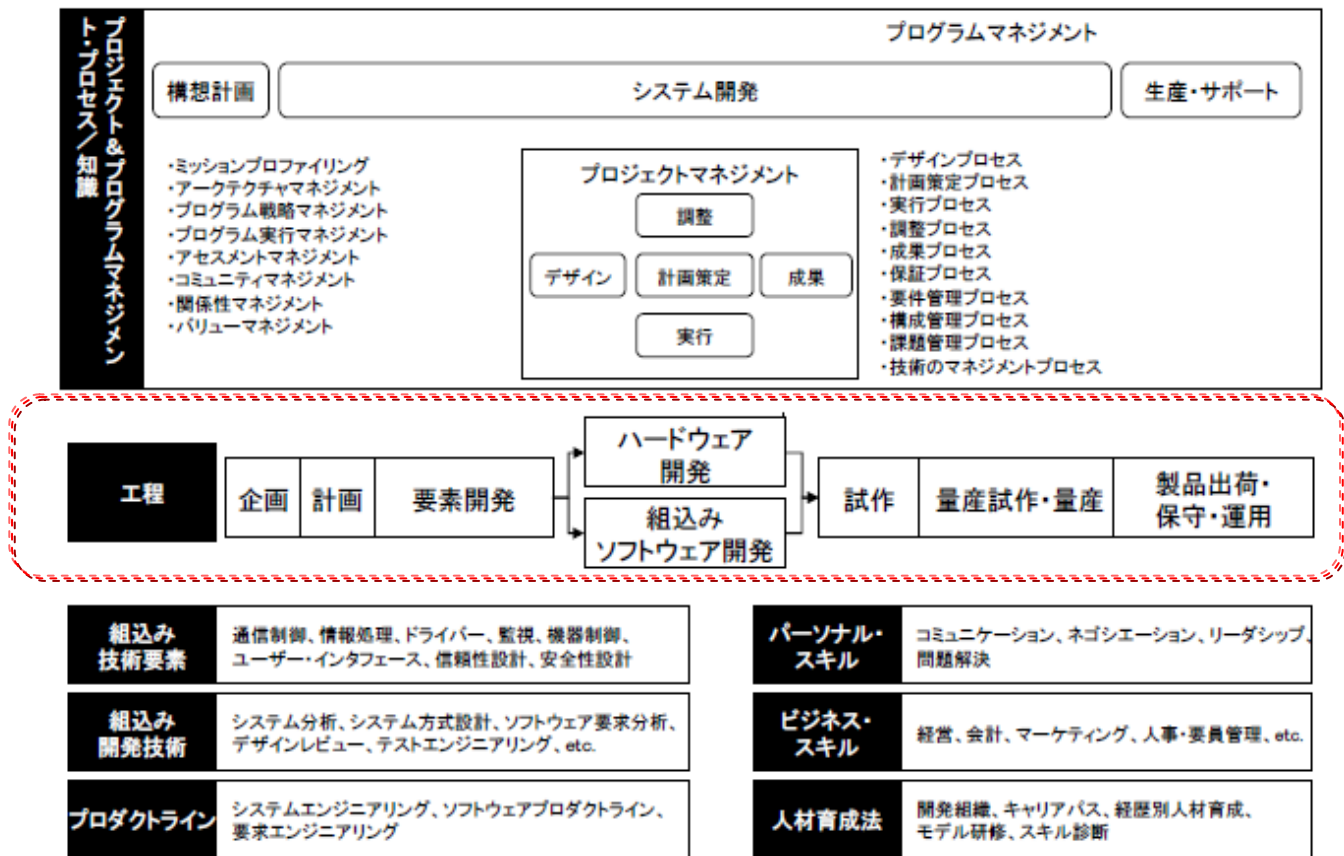 プロジェクト&プログラムマネジメン
ト・プロセス／知識
プログラムマネジメント
構想計画
システム開発
生産・サポート
・ミッションプロファイリング
・アークテクチャマネジメント
・プログラム戦略マネジメント
・プログラム実行マネジメント
・アセスメントマネジメント
・コミュニティマネジメント
・関係性マネジメント
・バリューマネジメント
プロジェクトマネジメント
調整
デザイン
計画策定
成果
実行
・デザインプロセス
・計画策定プロセス
・実行プロセス
・調整プロセス
・成果プロセス
・保証プロセス
・要件管理プロセス
・構成管理プロセス
・課題管理プロセス
・技術のマネジメントプロセス
工程
企画
計画
要素開発
ハードウェア
開発
組込み
ソフトウェア開発
試作
量産試作・量産
製品出荷・
保守・運用
組込み
技術要素
通信制御、情報処理、ドライバー、監視、機器制御、
ユーザー・インタフェース、信頼性設計、安全性設計
組込み
開発技術
システム分析、システム方式設計、ソフトウェア要求分析、
デザインレビュー、テストエンジニアリング、etc.
プロダクトライン
システムエンジニアリング、ソフトウェアプロダクトライン、
要求エンジニアリング
パーソナル・
スキル
コミュニケーション、ネゴシエーション、リーダシップ、
問題解決
ビジネス・
スキル
経営、会計、マーケティング、人事・要員管理、etc.
人材育成法
開発組織、キャリアパス、経歴別人材育成、
モデル研修、スキル診断